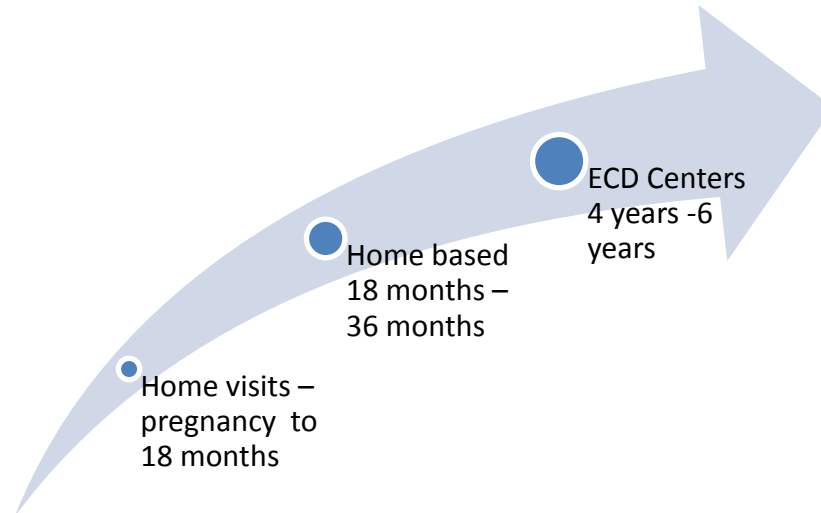 Home visits –
pregnancy  to
18 months
Home based
18 months –
36 months
ECD Centers
4 years -6
years